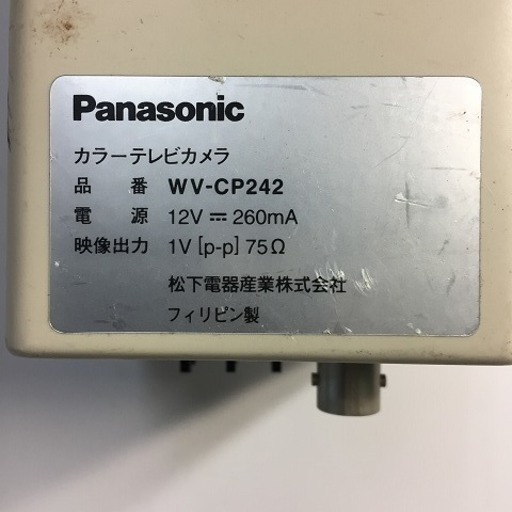 Panasonic
カラーテレビカメラ
品 番 WV-CP242
電 源 12V ⎓ 260mA
映像出力 1V [p-p] 75Ω
松下電器産業株式会社
フィリピン製